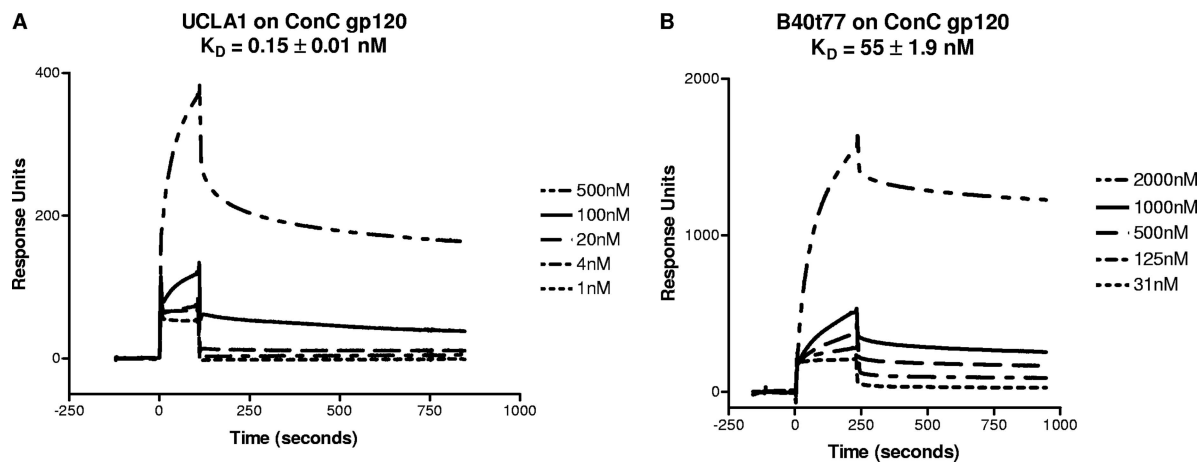 A
UCLA1 on ConC gp120
K_D = 0.15 ± 0.01 nM
400
200
0
Response Units
-250
0
250
500
750
1000
Time (seconds)
500nM
100nM
20nM
4nM
1nM
B
B40t77 on ConC gp120
K_D = 55 ± 1.9 nM
2000
1000
0
Response Units
-250
0
250
500
750
1000
Time (seconds)
2000nM
1000nM
500nM
125nM
31nM